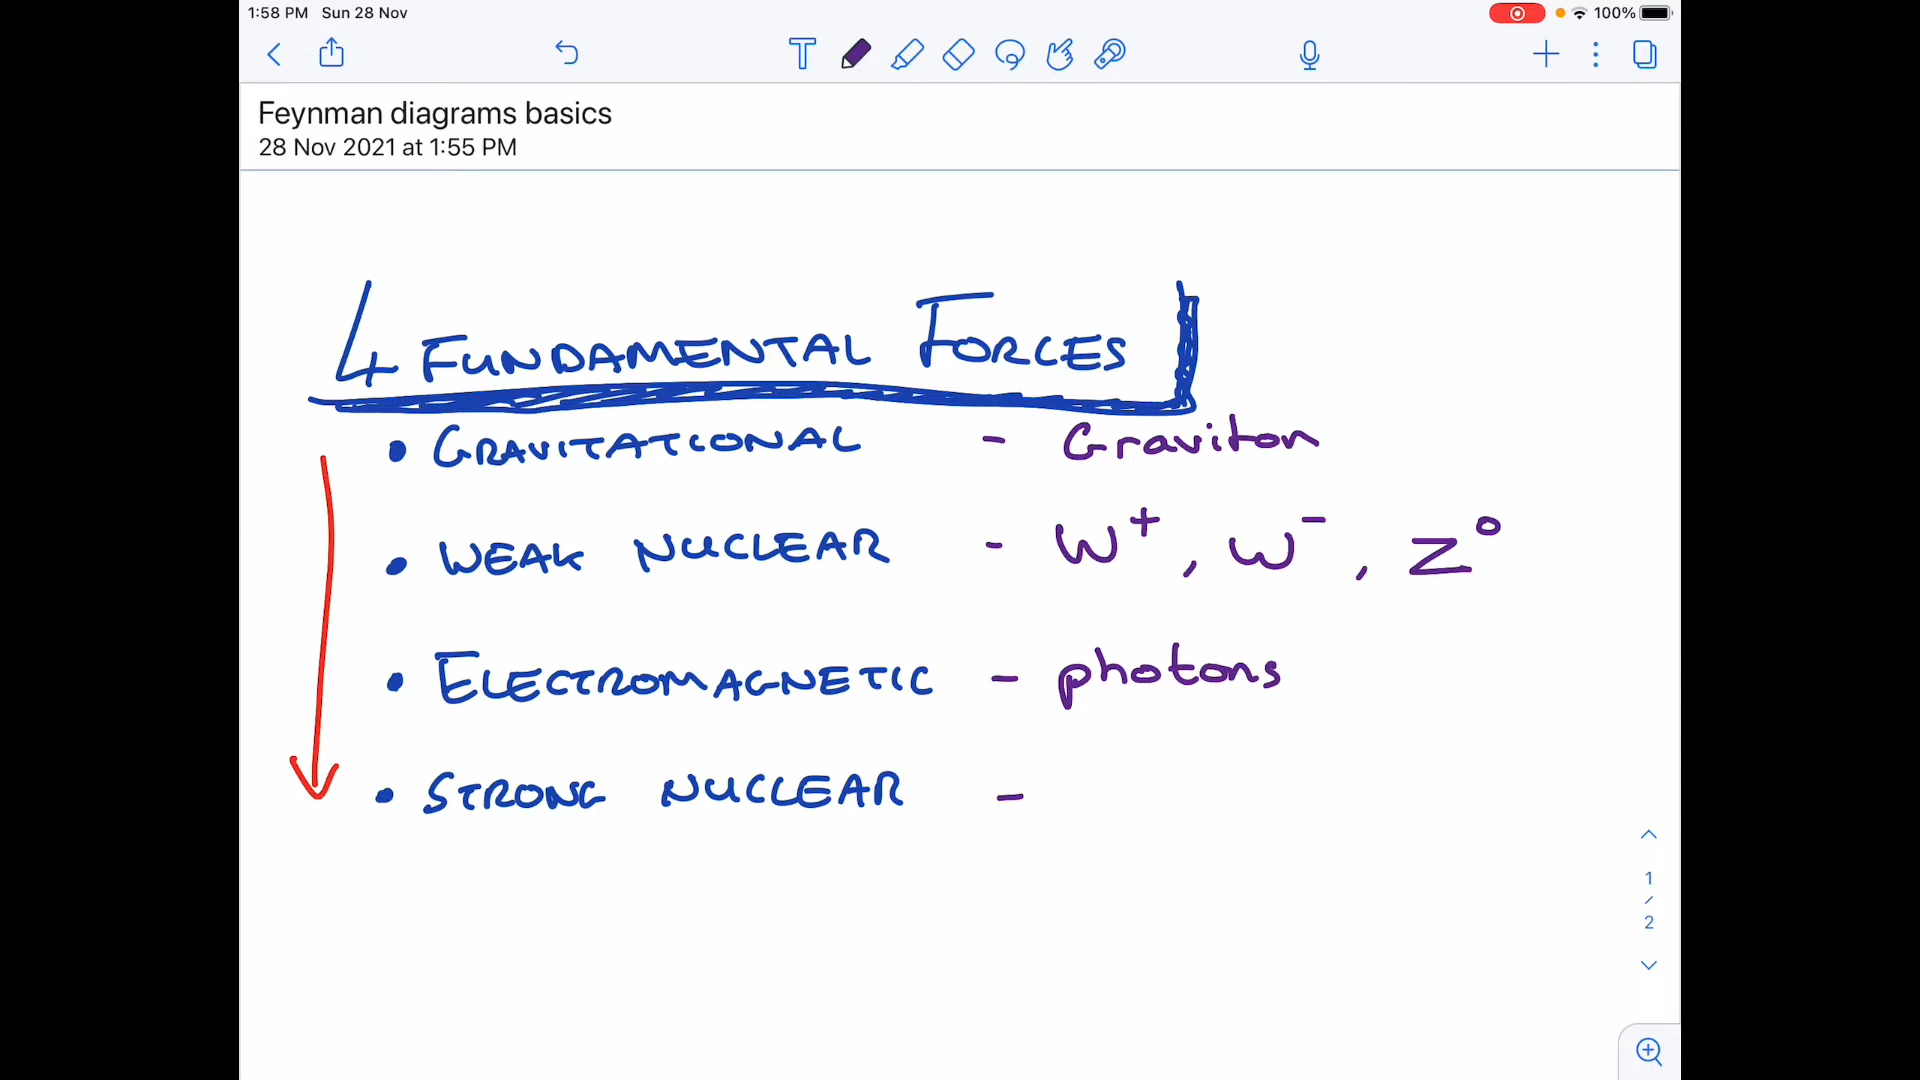 1:58 PM Sun 28 Nov
100%
Feynman diagrams basics
28 Nov 2021 at 1:55 PM
4 FUNDAMENTAL FORCES
• GRAVITATIONAL - Graviton
• WEAK NUCLEAR - W⁺, W⁻, Z⁰
• ELECTROMAGNETIC - photons
• STRONG NUCLEAR -
1
/
2